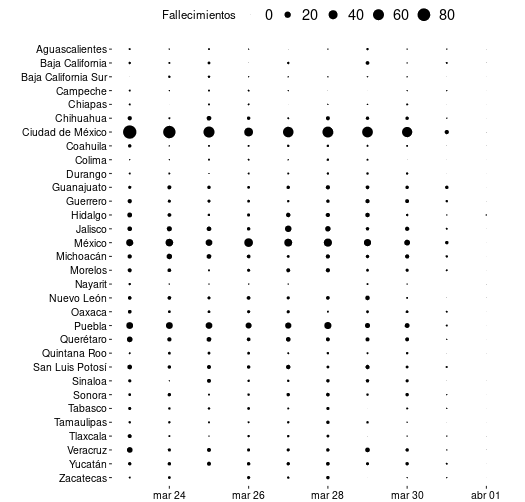 Fallecimientos 0 20 40 60 80
Aguascalientes
Baja California
Baja California Sur
Campeche
Chiapas
Chihuahua
Ciudad de México
Coahuila
Colima
Durango
Guanajuato
Guerrero
Hidalgo
Jalisco
México
Michoacán
Morelos
Nayarit
Nuevo León
Oaxaca
Puebla
Querétaro
Quintana Roo
San Luis Potosí
Sinaloa
Sonora
Tabasco
Tamaulipas
Tlaxcala
Veracruz
Yucatán
Zacatecas
mar 24 mar 26 mar 28 mar 30 abr 01